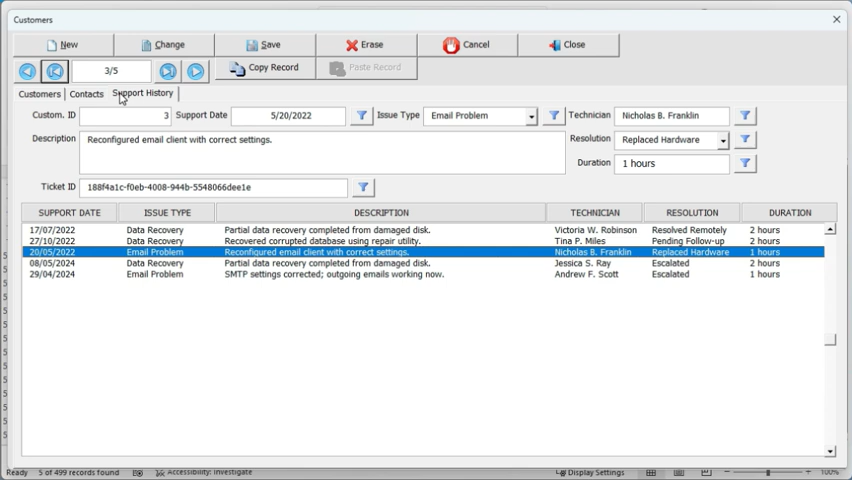 Customers
New Change Save Erase Cancel Close
3/5 Copy Record Paste Record
Customers Contacts Support History
Custom. ID 3 Support Date 5/20/2022 Issue Type Email Problem Technician Nicholas B. Franklin
Description Reconfigured email client with correct settings. Resolution Replaced Hardware
Duration 1 hours
Ticket ID 188f4a1c-f0eb-4008-944b-5548066dee1e
SUPPORT DATE ISSUE TYPE DESCRIPTION TECHNICIAN RESOLUTION DURATION
17/07/2022 Data Recovery Partial data recovery completed from damaged disk. Victoria W. Robinson Resolved Remotely 2 hours
27/10/2022 Data Recovery Recovered corrupted database using repair utility. Tina P. Miles Pending Follow-up 2 hours
20/05/2022 Email Problem Reconfigured email client with correct settings. Nicholas B. Franklin Replaced Hardware 1 hours
08/05/2024 Data Recovery Partial data recovery completed from damaged disk. Jessica S. Ray Escalated 2 hours
29/04/2024 Email Problem SMTP settings corrected; outgoing emails working now. Andrew F. Scott Escalated 2 hours
Ready 5 of 499 records found Accessibility: Investigate Display Settings 100%